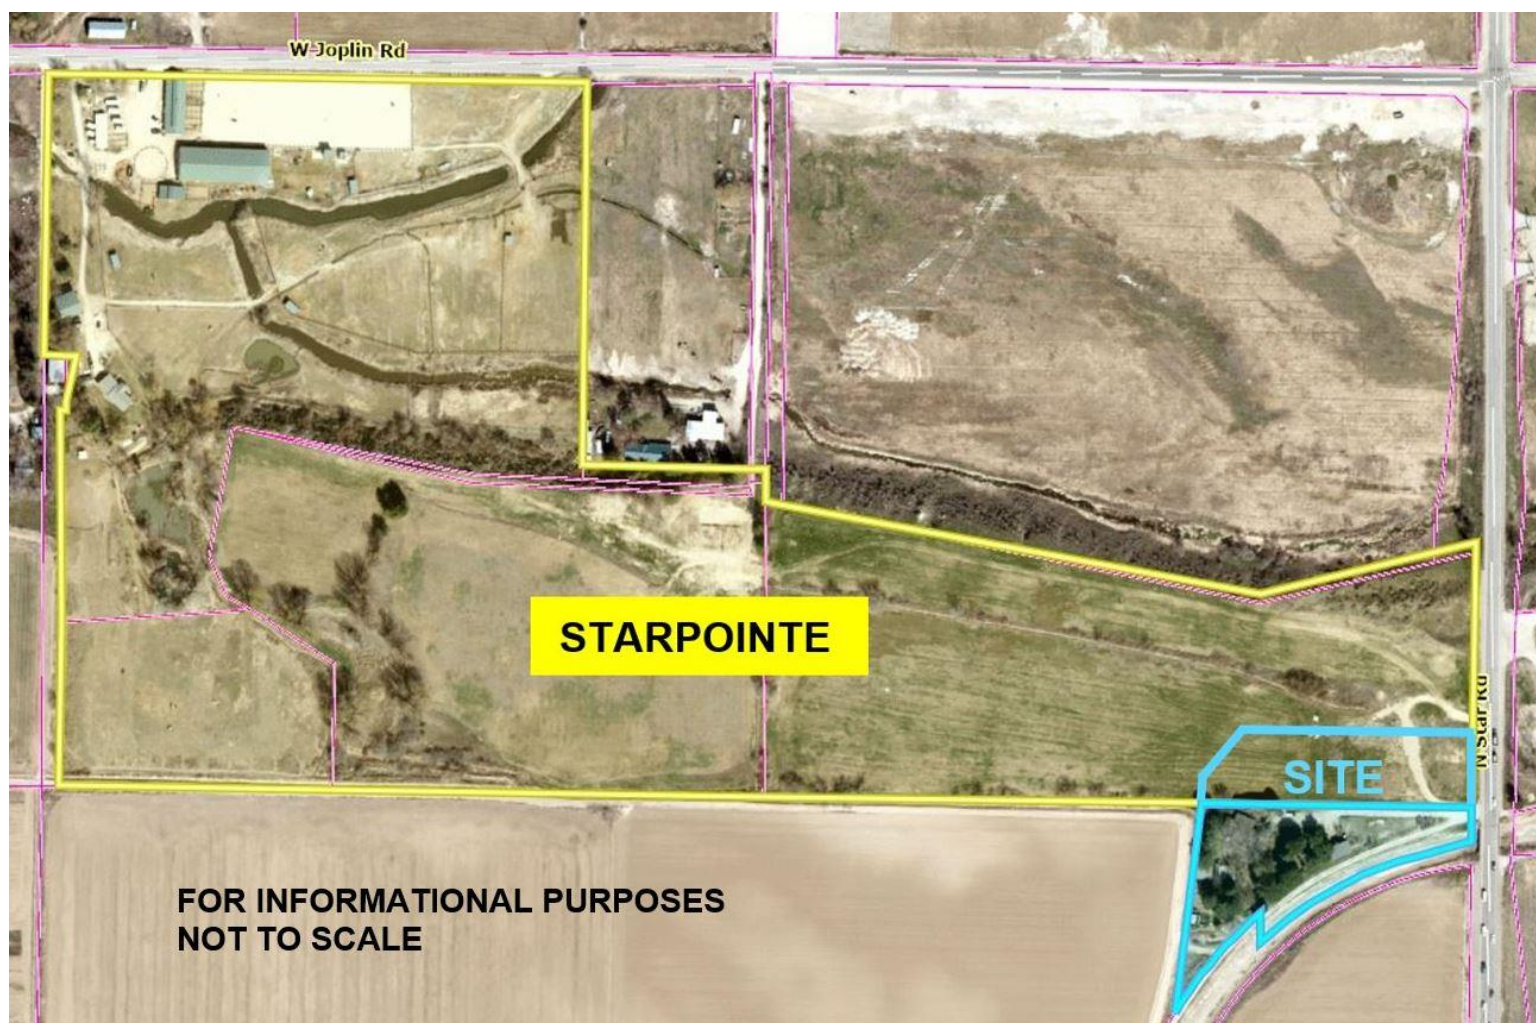 W Joplin Rd
STARPOINTE
N Star Rd
SITE
FOR INFORMATIONAL PURPOSES
NOT TO SCALE